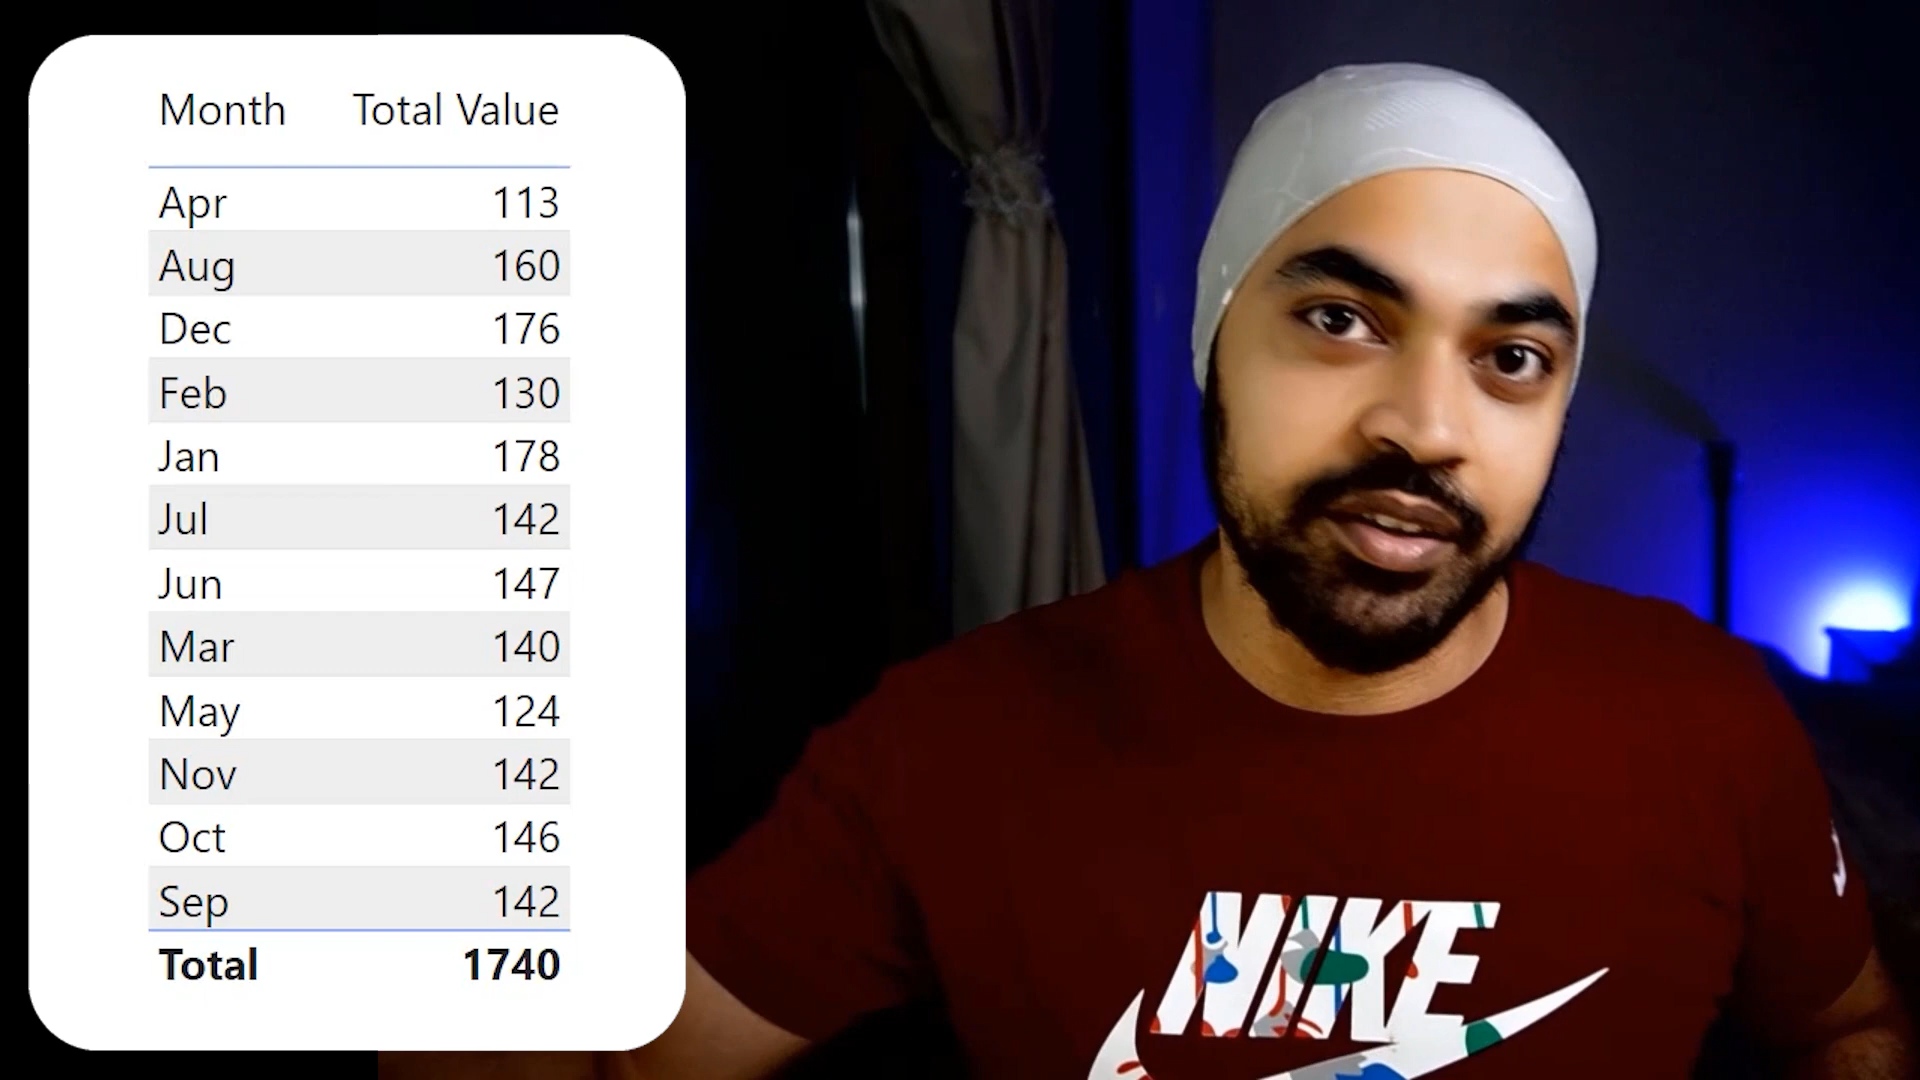 Month Total Value
Apr 113
Aug 160
Dec 176
Feb 130
Jan 178
Jul 142
Jun 147
Mar 140
May 124
Nov 142
Oct 146
Sep 142
Total 1740
NIKE